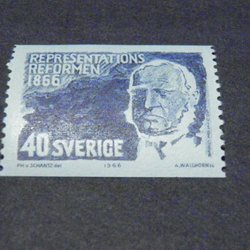 REPRESENTATIONS
REFORMEN
1866
40 SVERIGE
PH.v.SCHANTZ del. 1966 A.WALLHORN SC.